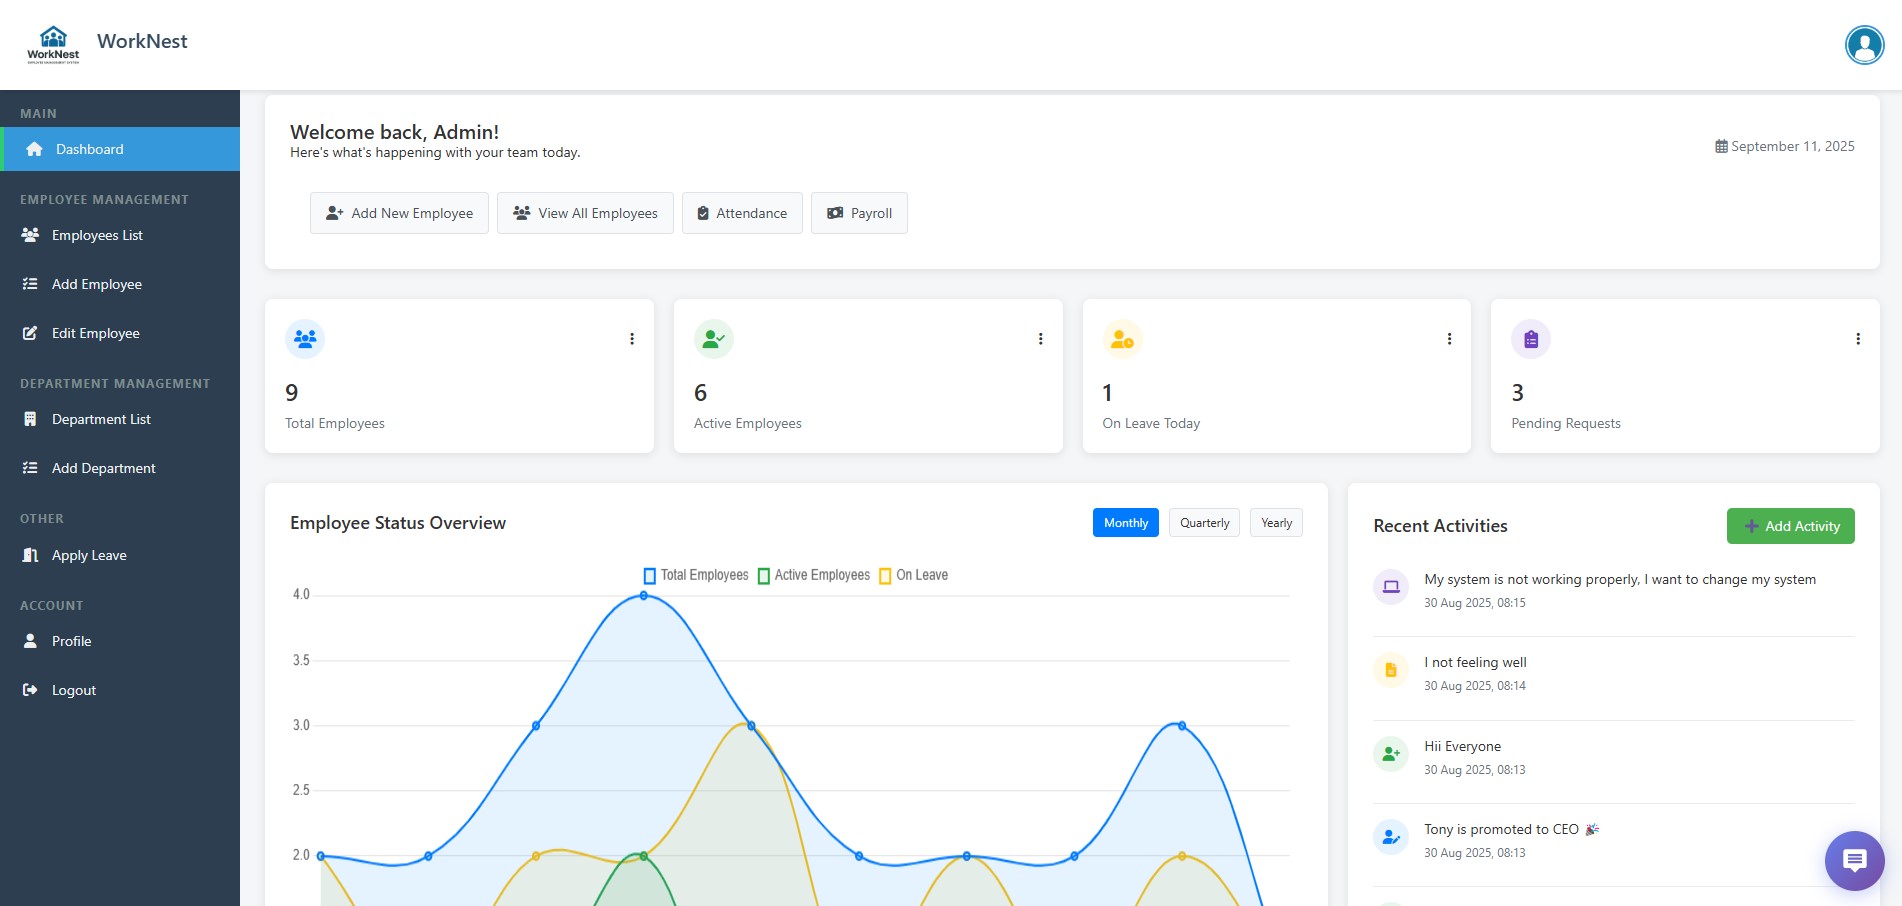 WorkNest
EMPLOYEE MANAGEMENT SYSTEM
WorkNest
MAIN
Dashboard
EMPLOYEE MANAGEMENT
Employees List
Add Employee
Edit Employee
DEPARTMENT MANAGEMENT
Department List
Add Department
OTHER
Apply Leave
ACCOUNT
Profile
Logout
Welcome back, Admin!
Here's what's happening with your team today.
September 11, 2025
Add New Employee
View All Employees
Attendance
Payroll
9
Total Employees
6
Active Employees
1
On Leave Today
3
Pending Requests
Employee Status Overview
Monthly
Quarterly
Yearly
Total Employees
Active Employees
On Leave
4.0
3.5
3.0
2.5
2.0
Recent Activities
Add Activity
My system is not working properly, I want to change my system
30 Aug 2025, 08:15
I not feeling well
30 Aug 2025, 08:14
Hii Everyone
30 Aug 2025, 08:13
Tony is promoted to CEO 🎉
30 Aug 2025, 08:13